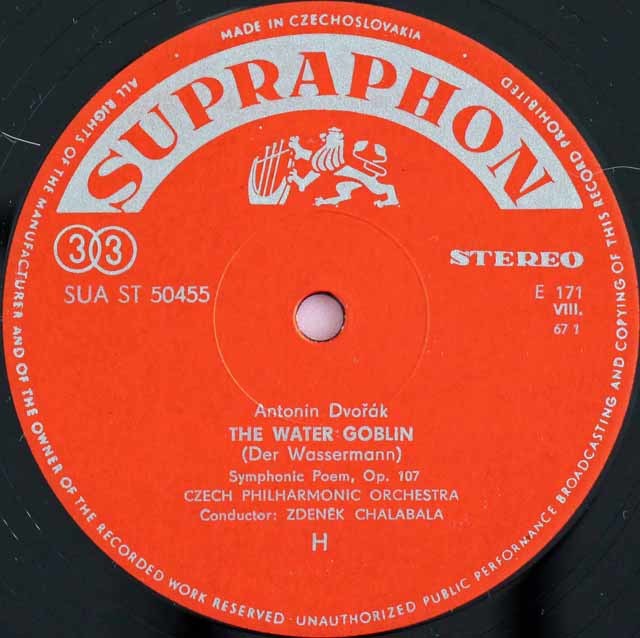 MADE IN CZECHOSLOVAKIA
SUPRAPHON
33
STEREO
SUA ST 50455
E 171
VIII.
67 1
Antonín Dvořák
THE WATER GOBLIN
(Der Wassermann)
Symphonic Poem, Op. 107
CZECH PHILHARMONIC ORCHESTRA
Conductor: ZDENĚK CHALABALA
H
ALL RIGHTS OF THE MANUFACTURER AND OF THE OWNER OF THE RECORDED WORK RESERVED · UNAUTHORIZED PUBLIC PERFORMANCE BROADCASTING AND COPYING OF THIS RECORD PROHIBITED